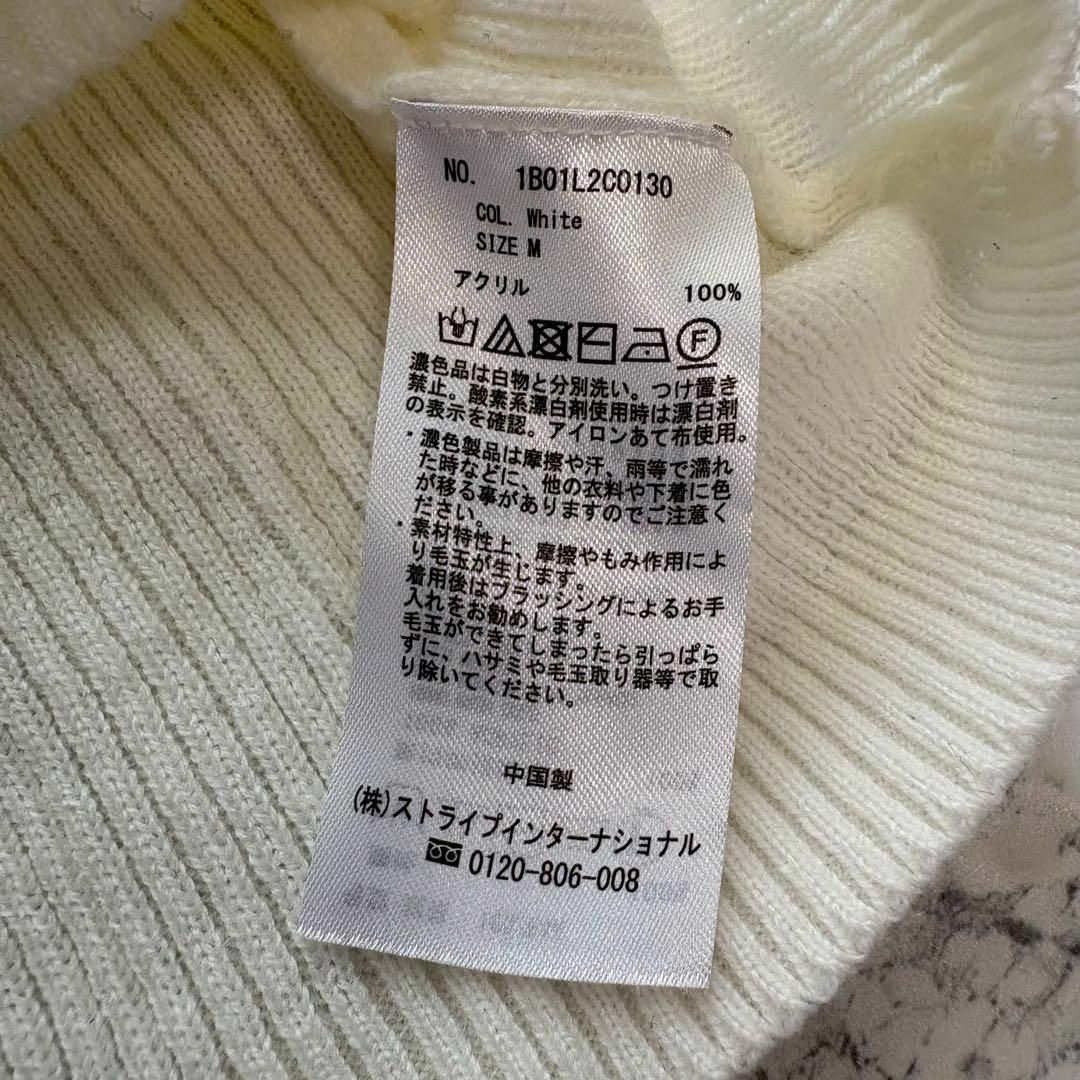 NO. 1B01L2C0130
COL. White
SIZE M
アクリル 100%
F
濃色品は白物と分別洗い。つけ置き
禁止。酸素系漂白剤使用時は漂白剤
の表示を確認。アイロンあて布使用。
・濃色製品は摩擦や汗、雨等で濡れ
た時などに、他の衣料や下着に色
が移る事がありますのでご注意く
ださい。
・素材特性上、摩擦やもみ作用によ
り毛玉が生じます。
着用後はブラッシングによるお手
入れをお勧めします。
毛玉ができてしまったら引っぱら
ずに、ハサミや毛玉取り器等で取
り除いてください。
中国製
(株)ストライプインターナショナル
0120-806-008